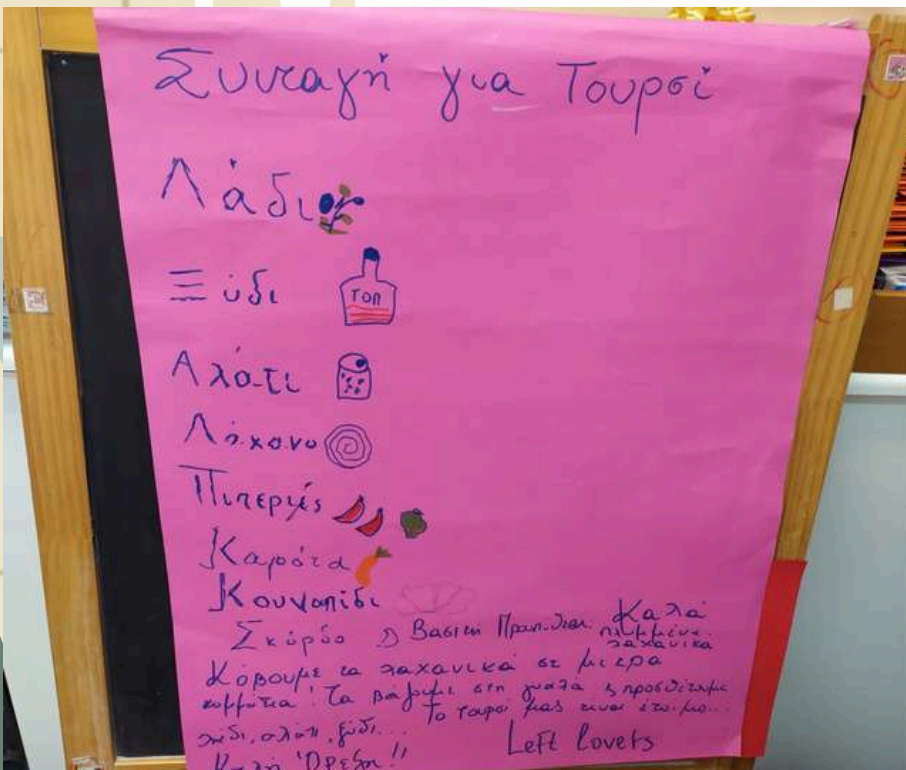 Συνταγή για Τουρσί
Λάδι
Ξύδι
ΤΟΠ
Αλάτι
Λάχανο
Πιπεριές
Καρότα
Κουνουπίδι
Σκόρδο Βασική Καλά
πλυμμένα
λαχανικά
Κόβουμε τα λαχανικά σε μικρά
κομμάτια! Τα βάζουμε στη γυάλα & προσθέτουμε
λάδι, αλάτι, ξύδι... Το τουρσί μας είναι έτοιμο...
Καλή Όρεξη!! Left lovers